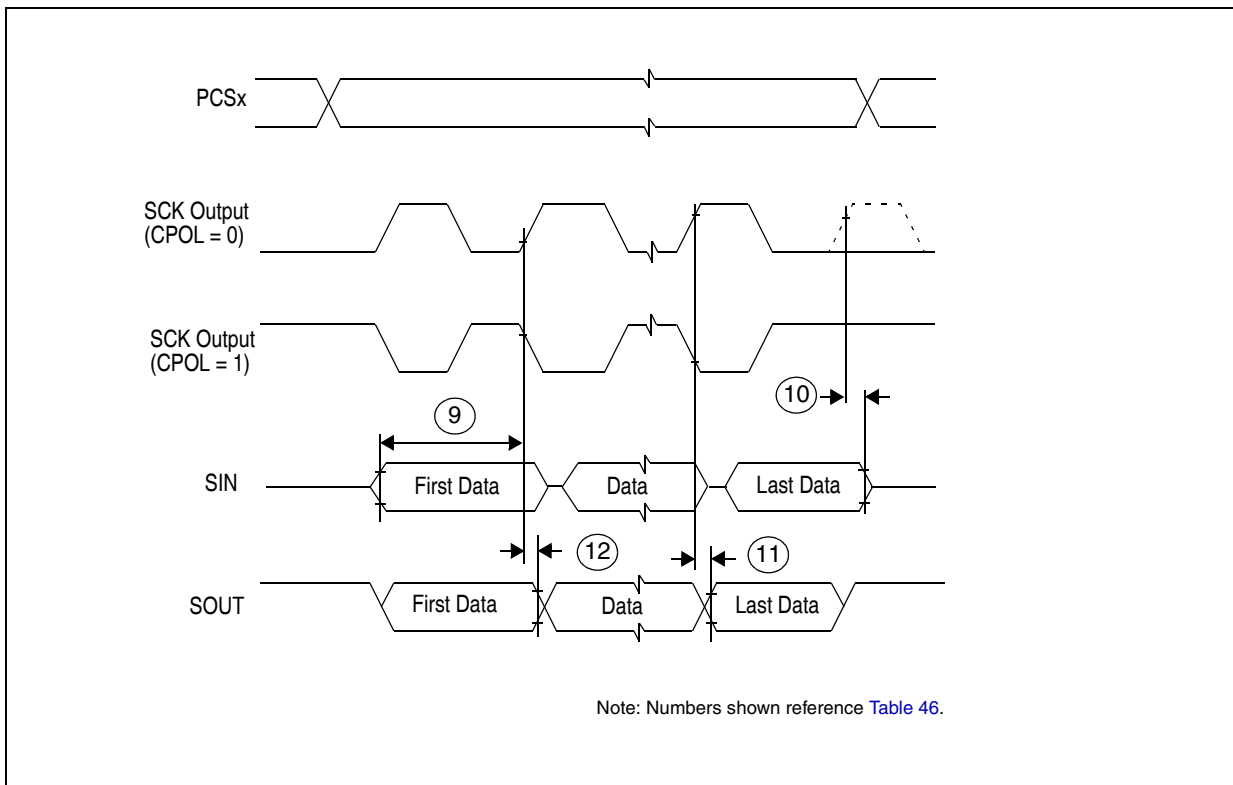 PCSx
SCK Output
(CPOL = 0)
SCK Output
(CPOL = 1)
10
9
SIN
First Data
Data
Last Data
12
11
SOUT
First Data
Data
Last Data
Note: Numbers shown reference Table 46.